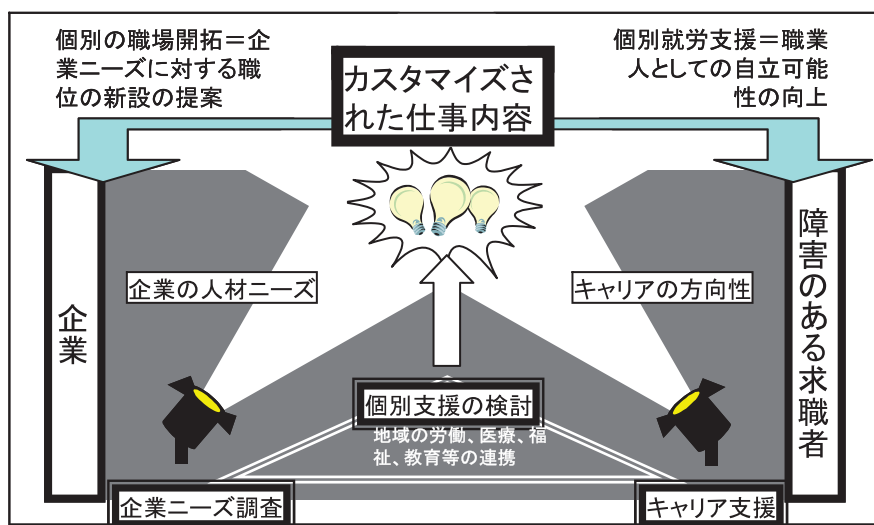 個別の職場開拓＝企
業ニーズに対する職
位の新設の提案
カスタマイズさ
れた仕事内容
個別就労支援＝職業
人としての自立可能
性の向上
企業
企業の人材ニーズ
キャリアの方向性
障害のある求職者
個別支援の検討
地域の労働、医療、福
祉、教育等の連携
企業ニーズ調査
キャリア支援